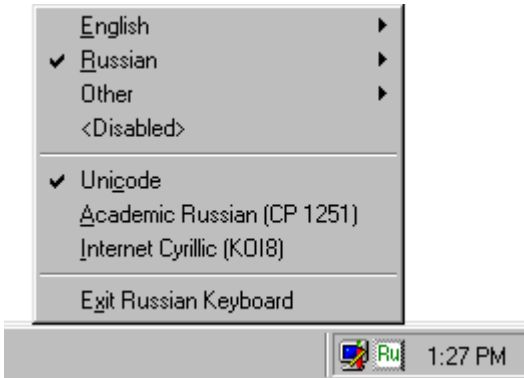 English
Russian
Other
<Disabled>
Unicode
Academic Russian (CP 1251)
Internet Cyrillic (KOI8)
Exit Russian Keyboard
Ru 1:27 PM